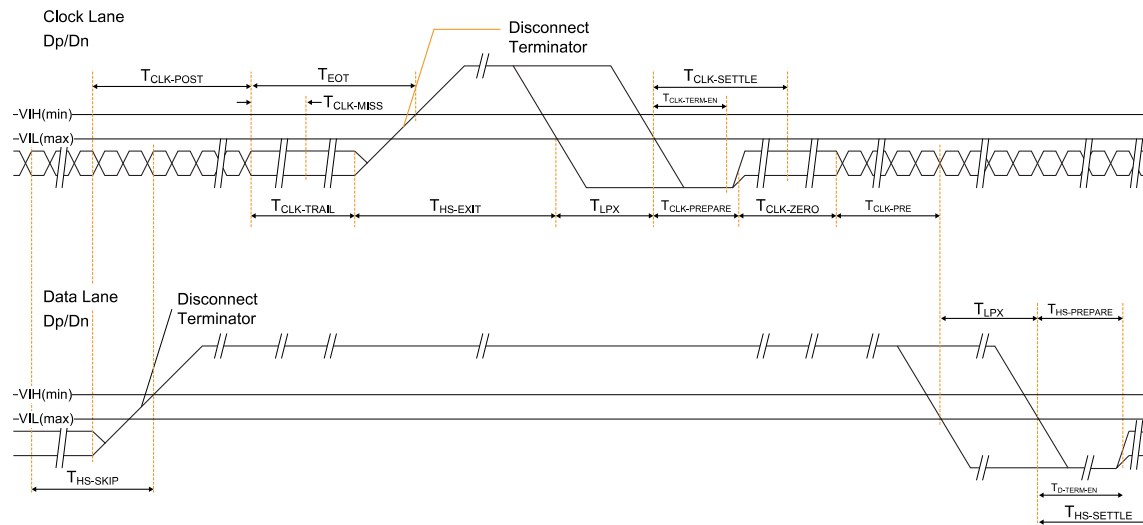 Clock Lane
Dp/Dn
Disconnect
Terminator
TCLK-POST
TEOT
TCLK-SETTLE
TCLK-MISS
TCLK-TERM-EN
VIH(min)
VIL(max)
TCLK-TRAIL
THS-EXIT
TLPX
TCLK-PREPARE
TCLK-ZERO
TCLK-PRE
Data Lane
Dp/Dn
Disconnect
Terminator
TLPX
THS-PREPARE
VIH(min)
VIL(max)
THS-SKIP
TD-TERM-EN
THS-SETTLE